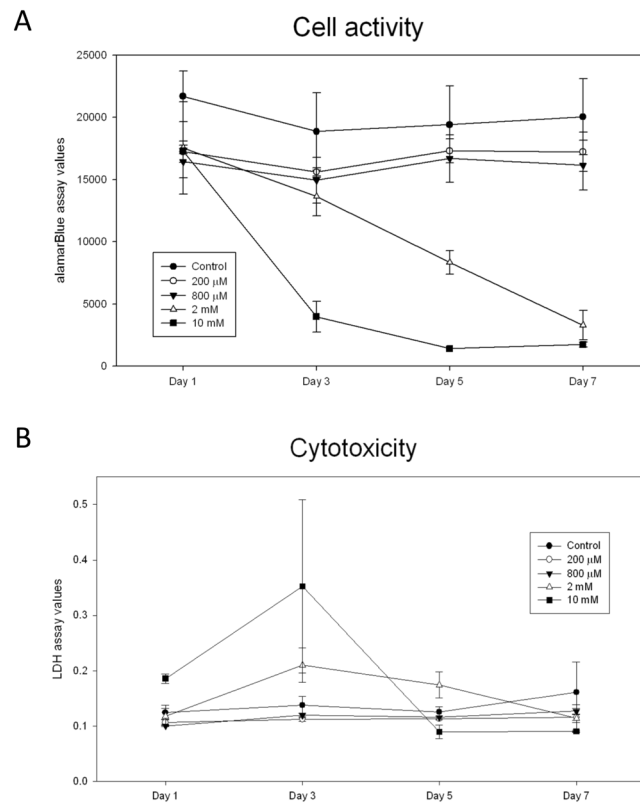 A
Cell activity
25000
20000
15000
10000
5000
0
alamarBlue assay values
Control
200 µM
800 µM
2 mM
10 mM
Day 1 Day 3 Day 5 Day 7
B
Cytotoxicity
0.5
0.4
0.3
0.2
0.1
0.0
LDH assay values
Control
200 µM
800 µM
2 mM
10 mM
Day 1 Day 3 Day 5 Day 7